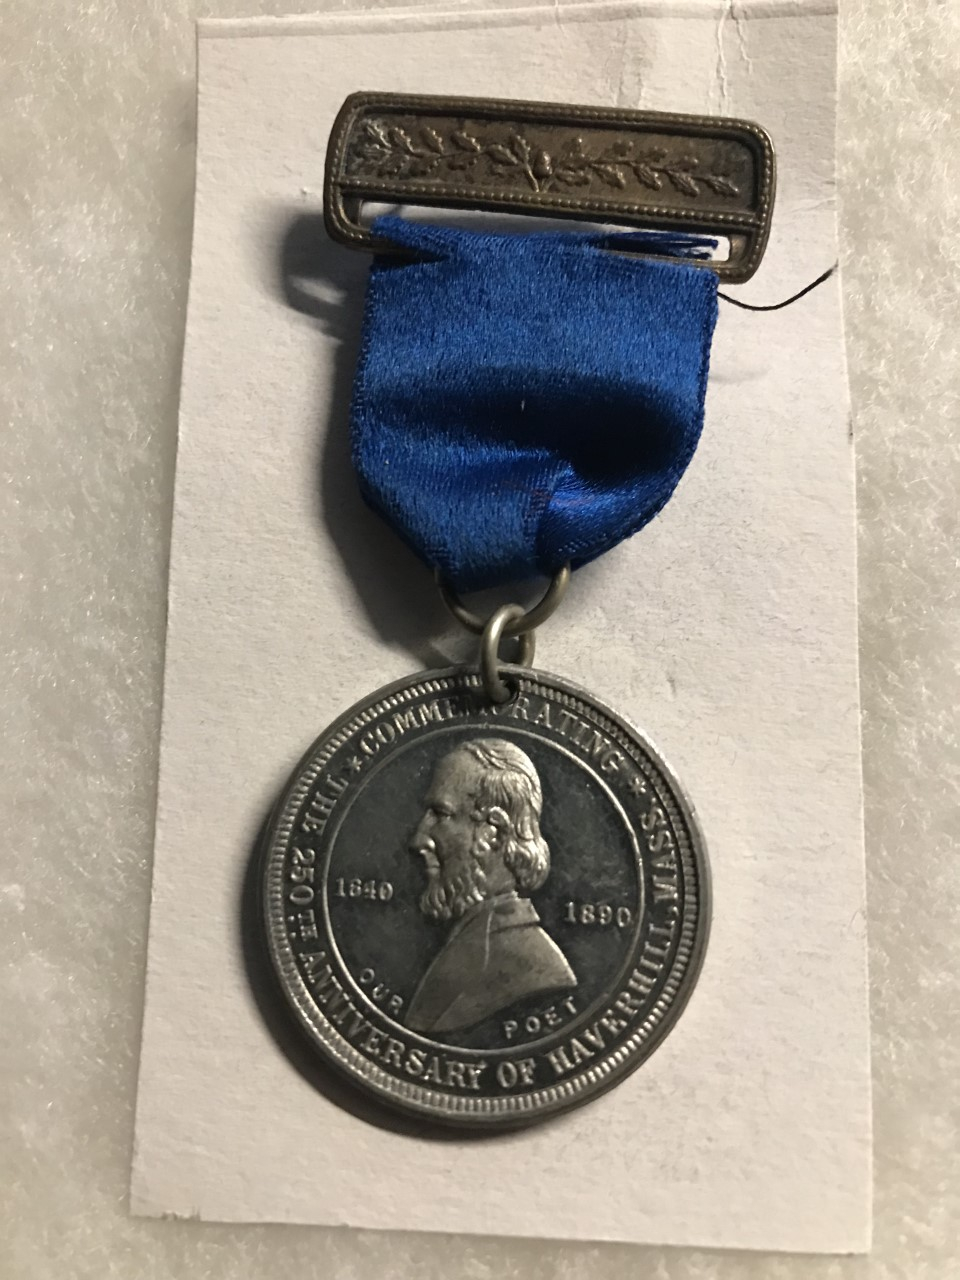 ★ COMMEMORATING ★
THE 250TH ANNIVERSARY OF HAVERHILL, MASS.
1640 1890
OUR POET